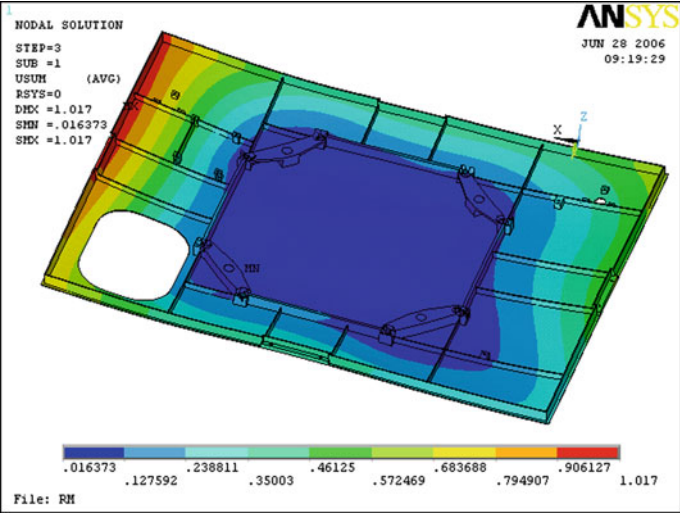 1
NODAL SOLUTION
STEP=3
SUB =1
USUM (AVG)
RSYS=0
DMX =1.017
SMN =.016373
SMX =1.017
ANSYS
JUN 28 2006
09:19:29
Z
X
MX
MN
.016373 .238811 .46125 .683688 .906127
.127592 .35003 .572469 .794907 1.017
File: RM